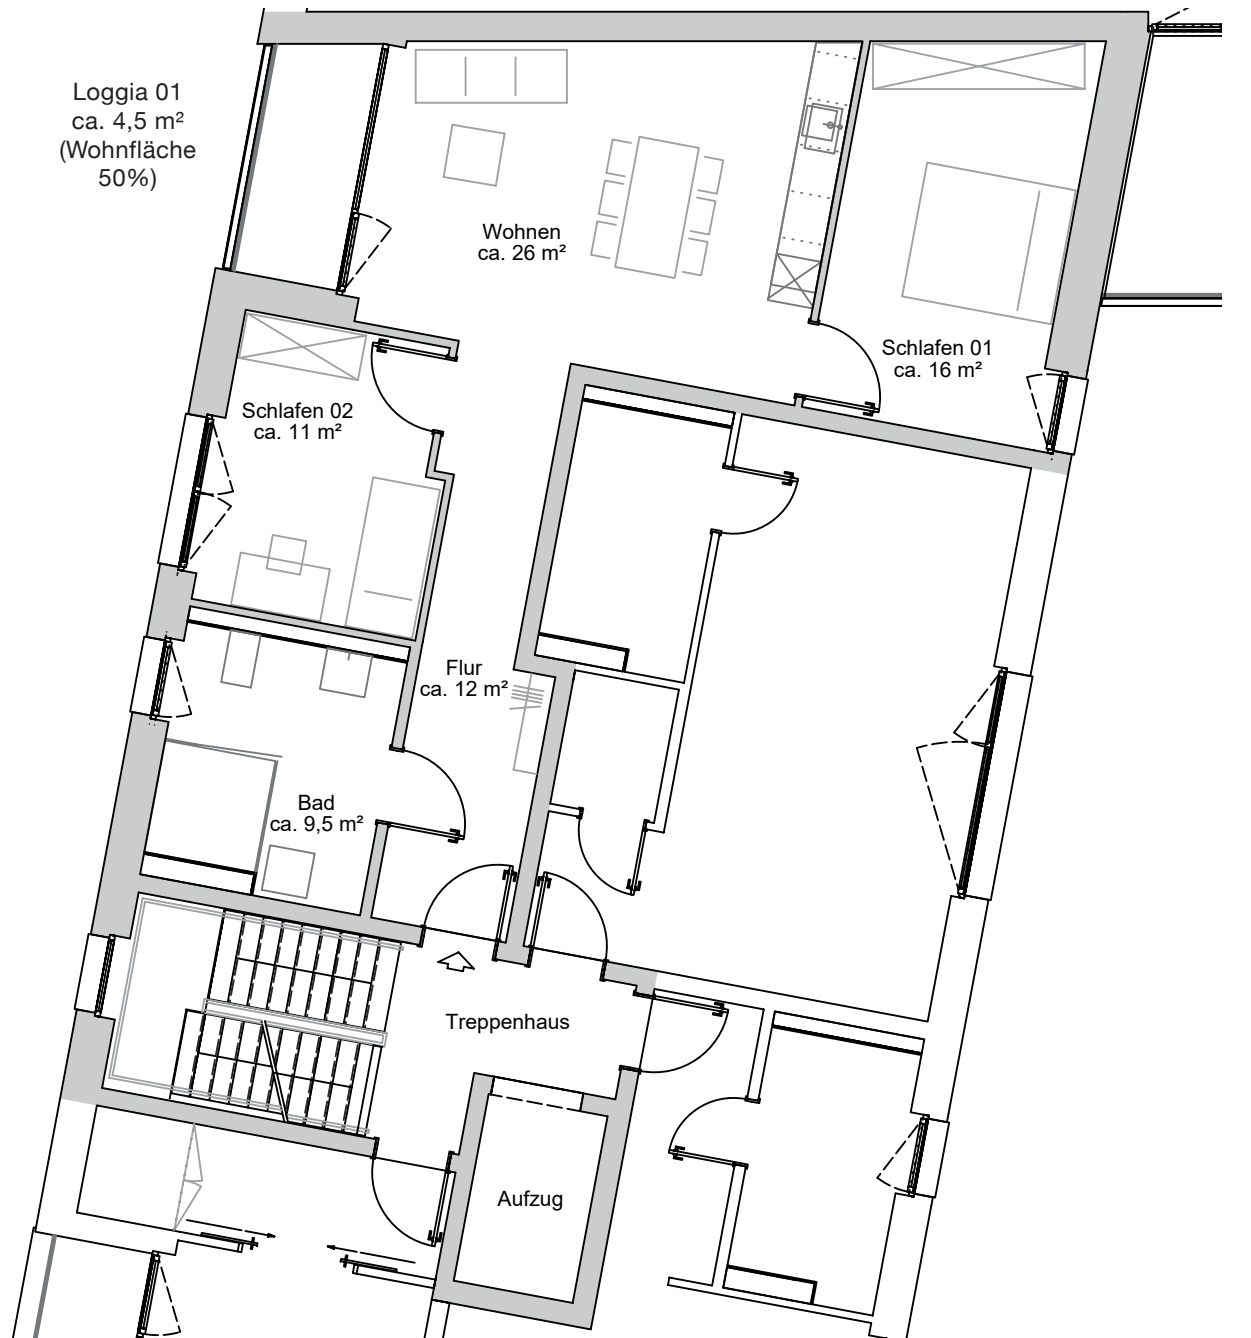 Loggia 01
ca. 4,5 m²
(Wohnfläche
50%)
Wohnen
ca. 26 m²
Schlafen 01
ca. 16 m²
Schlafen 02
ca. 11 m²
Flur
ca. 12 m²
Bad
ca. 9,5 m²
Treppenhaus
Aufzug